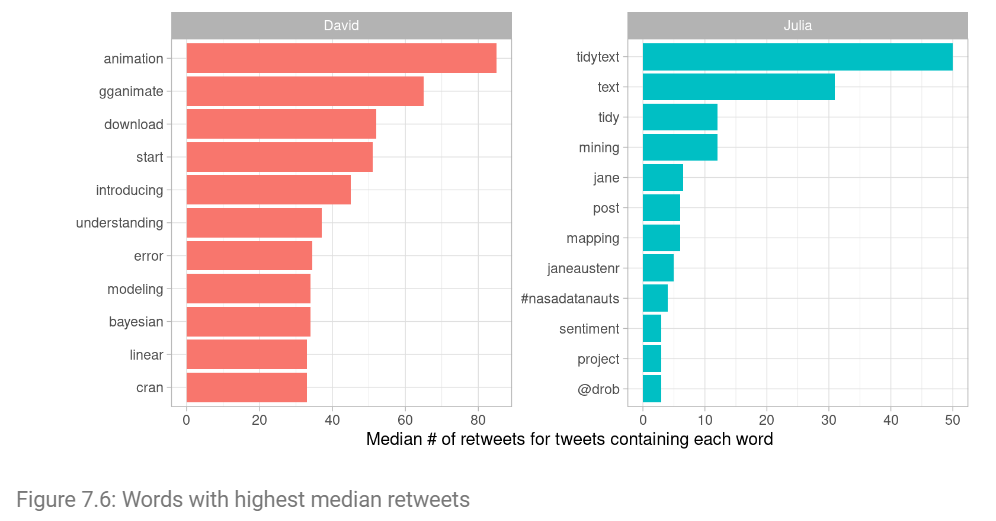 David
animation
gganimate
download
start
introducing
understanding
error
modeling
bayesian
linear
cran
0 20 40 60 80
Julia
tidytext
text
tidy
mining
jane
post
mapping
janeaustenr
#nasadatanauts
sentiment
project
@drob
0 10 20 30 40 50
Median # of retweets for tweets containing each word
Figure 7.6: Words with highest median retweets